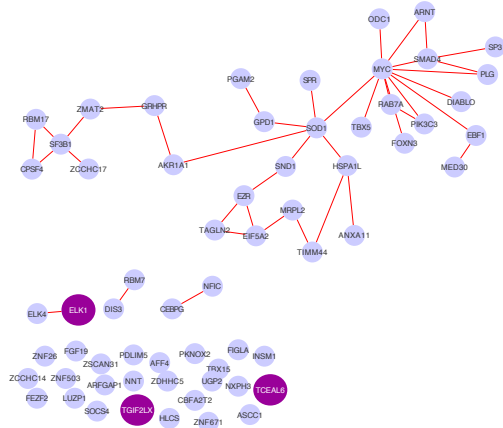 ARNT
ODC1
SP3
SMAD4
MYC
PLG
PGAM2
SPR
RAB7A
DIABLO
ZMAT2
GRHPR
RBM17
GPD1
SOD1
TBX5
PIK3C3
EBF1
FOXN3
SF3B1
CPSF4
ZCCHC17
AKR1A1
SND1
HSPA1L
MED30
EZR
MRPL2
TAGLN2
EIF5A2
ANXA11
TIMM44
RBM7
NFIC
ELK4
ELK1
DIS3
CEBPG
ZNF26
FGF19
ZSCAN31
PDLIM5
AFF4
PKNOX2
FIGLA
INSM1
TBX15
ZCCHC14
ZNF503
ARFGAP1
NNT
ZDHHC5
UGP2
NXPH3
TCEAL6
FEZF2
LUZP1
SOCS4
TGIF2LX
CBFA2T2
HLCS
ZNF671
ASCC1